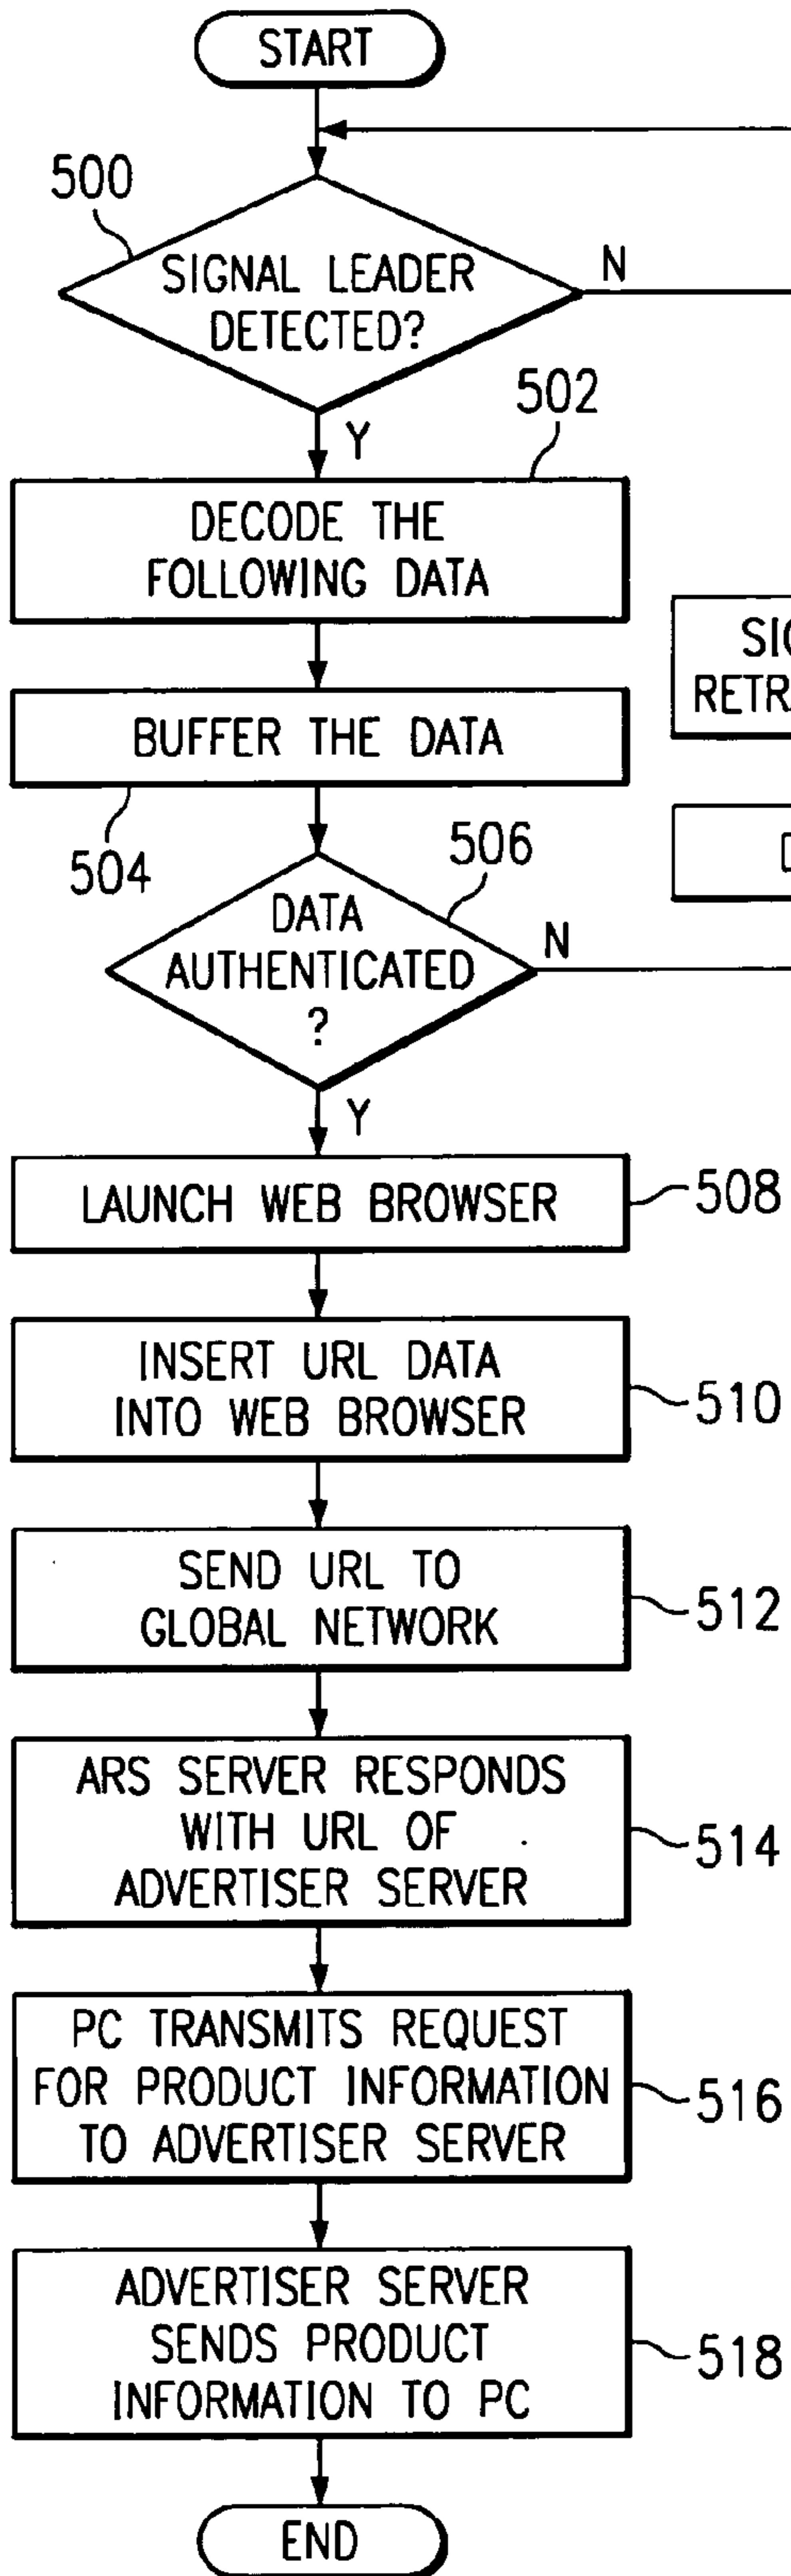 START
500
SIGNAL LEADER
DETECTED?
N
Y
502
DECODE THE
FOLLOWING DATA
BUFFER THE DATA
504
506
DATA
AUTHENTICATED
?
N
Y
LAUNCH WEB BROWSER
508
INSERT URL DATA
INTO WEB BROWSER
510
SEND URL TO
GLOBAL NETWORK
512
ARS SERVER RESPONDS
WITH URL OF
ADVERTISER SERVER
514
PC TRANSMITS REQUEST
FOR PRODUCT INFORMATION
TO ADVERTISER SERVER
516
ADVERTISER SERVER
SENDS PRODUCT
INFORMATION TO PC
518
END